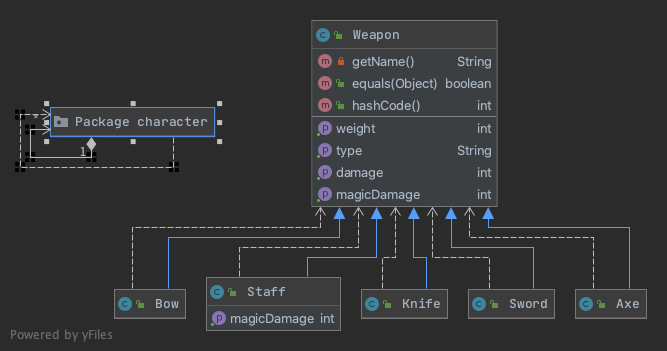 Weapon
getName() String
equals(Object) boolean
hashCode() int
weight int
type String
damage int
magicDamage int
*
Package character
1
Bow
Staff
magicDamage int
Knife
Sword
Axe
Powered by yFiles